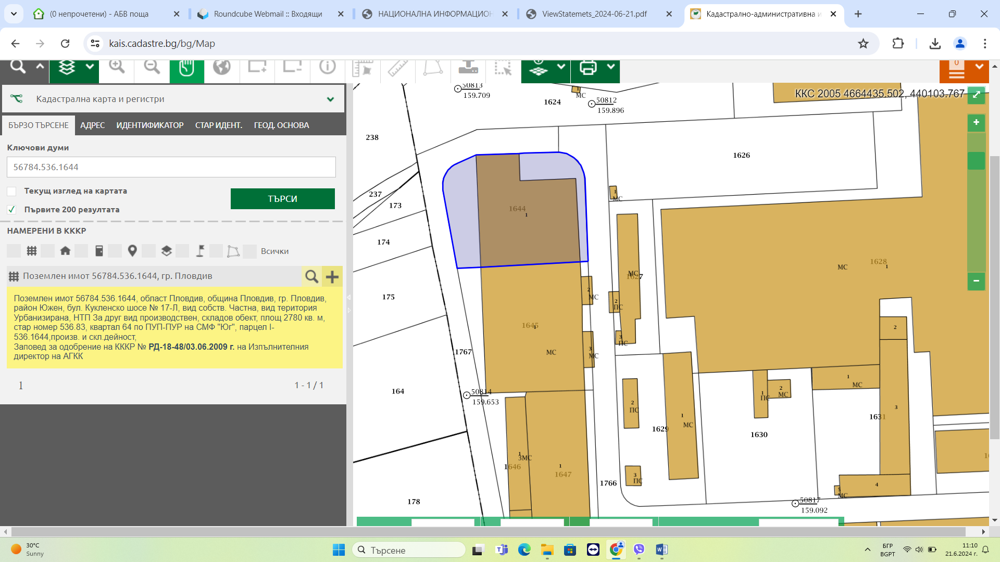 (0 непрочетени) - АБВ поща
Roundcube Webmail :: Входящи
НАЦИОНАЛНА ИНФОРМАЦИОН
ViewStatemets_2024-06-21.pdf
Кадастрално-административна и
kais.cadastre.bg/bg/Map
0
Кадастрална карта и регистри
БЪРЗО ТЪРСЕНЕ
АДРЕС
ИДЕНТИФИКАТОР
СТАР ИДЕНТ.
ГЕОД. ОСНОВА
Ключови думи
56784.536.1644
Текущ изглед на картата
Първите 200 резултата
ТЪРСИ
НАМЕРЕНИ В КККР
Всички
Поземлен имот 56784.536.1644, гр. Пловдив
Поземлен имот 56784.536.1644, област Пловдив, община Пловдив, гр. Пловдив,
район Южен, бул. Кукленско шосе № 17-Л, вид собств. Частна, вид територия
Урбанизирана, НТП За друг вид производствен, складов обект, площ 2780 кв. м,
стар номер 536.83, квартал 64 по ПУП-ПУР на СМФ "Юг", парцел I-
536.1644,произв. и скл.дейност,
Заповед за одобрение на КККР № РД-18-48/03.06.2009 г. на Изпълнителния
директор на АГКК
1
1 - 1 / 1
ККС 2005 4664435.502, 440103.767
50813
159.709
1624
1
МС
50812
159.896
238
1626
237
173
1
МС
1644
1
174
1628
1
МС
МС
1627
175
2
МС
2
ПС
1645
1
МС
3
ПС
2
3
МС
1767
164
50814
159.653
1
МС
2
ПС
1
МС
1
ПС
2
МС
3
1631
1629
1630
1
ЗМС
1646
1
1647
3
ПС
1766
4
5
МС
178
50817
159.092
30°C
Sunny
Търсене
БГР
BGPT
11:10
21.6.2024 г.